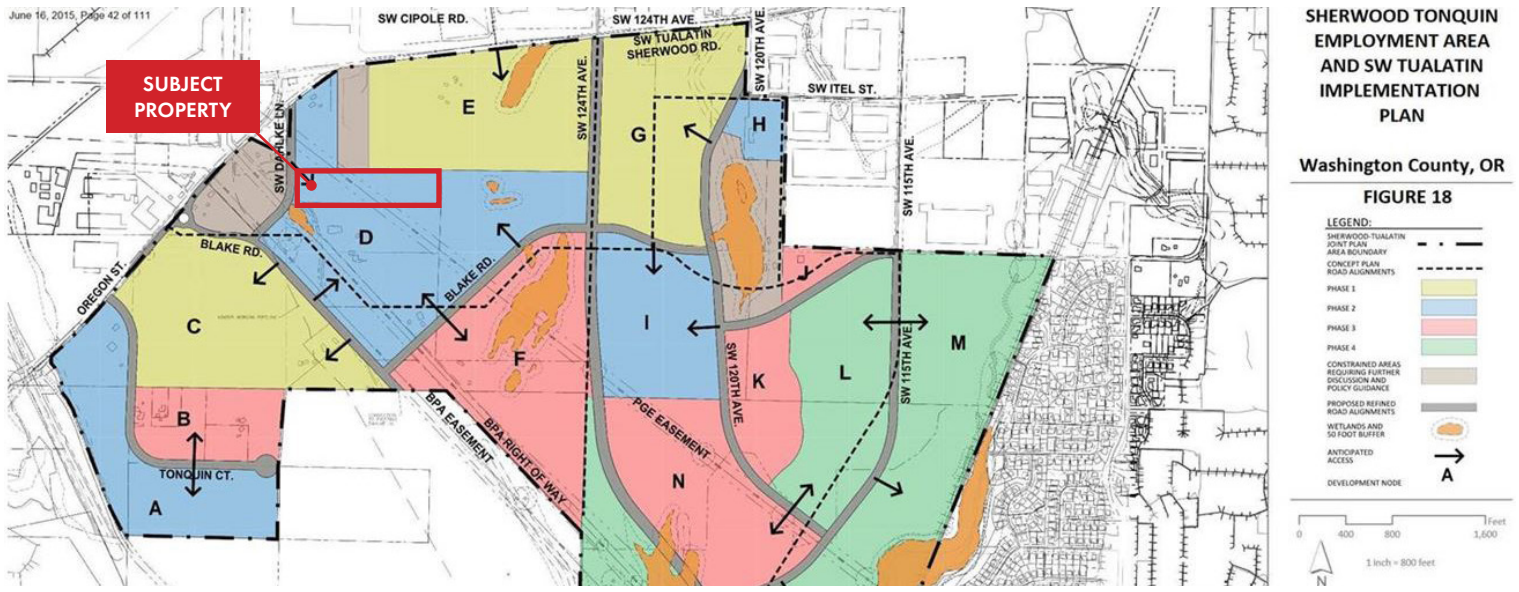 June 16, 2015, Page 42 of 111
SW CIPOLE RD.
SW 124TH AVE.
SW TUALATIN
SHERWOOD RD.
SW 120TH AVE.
SUBJECT
PROPERTY
SW DAHLKE LN.
E
SW 124TH AVE.
G
SW ITEL ST.
H
SW 115TH AVE.
BLAKE RD.
D
BLAKE RD.
OREGON ST.
C
I
F
SW 120TH AVE.
K
L
SW 115TH AVE.
M
B
BPA EASEMENT
BPA RIGHT OF WAY
PGE EASEMENT
N
TONQUIN CT.
A
SHERWOOD TONQUIN
EMPLOYMENT AREA
AND SW TUALATIN
IMPLEMENTATION
PLAN
Washington County, OR
FIGURE 18
LEGEND:
SHERWOOD-TUALATIN
JOINT PLAN
AREA BOUNDARY
CONCEPT PLAN
ROAD ALIGNMENTS
PHASE 1
PHASE 2
PHASE 3
PHASE 4
CONSTRAINED AREAS
REQUIRING FURTHER
DISCUSSION AND
POLICY GUIDANCE
PROPOSED REFINED
ROAD ALIGNMENTS
WETLANDS AND
50 FOOT BUFFER
ANTICIPATED
ACCESS
DEVELOPMENT NODE
A
Feet
0 400 800 1,600
1 inch = 800 feet
N